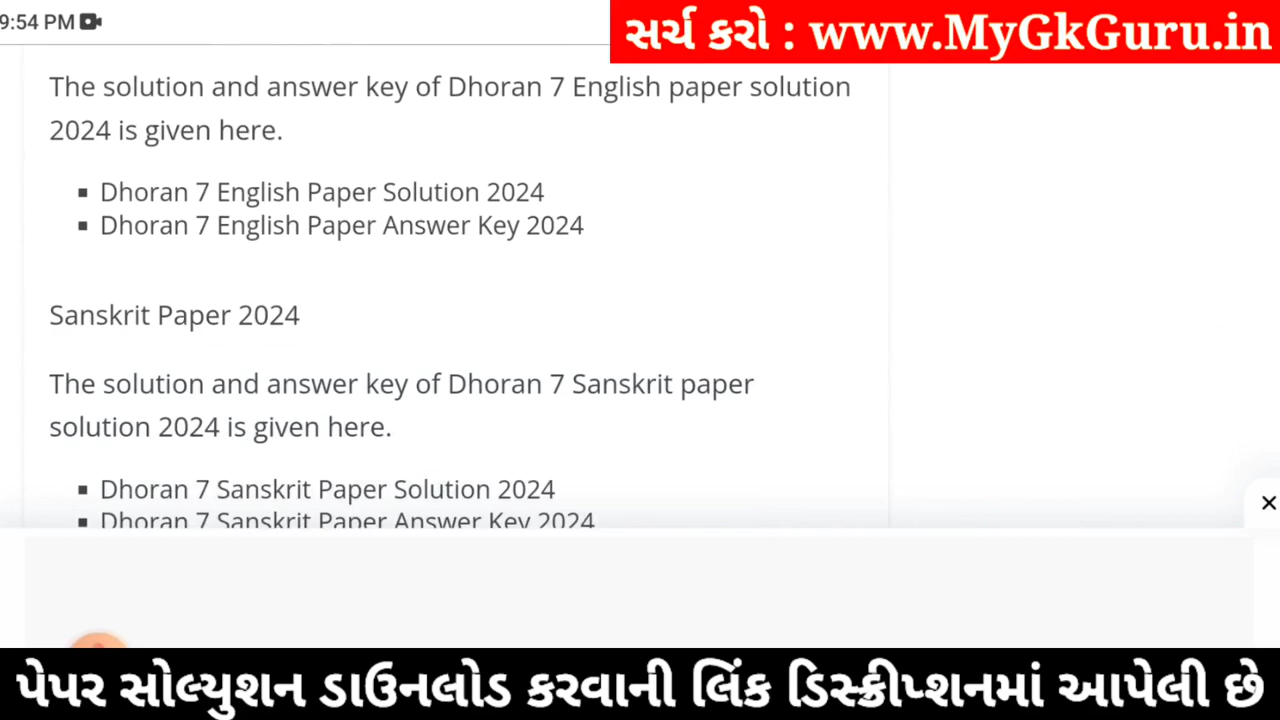 9:54 PM
સર્ચ કરો : www.MyGkGuru.in
The solution and answer key of Dhoran 7 English paper solution
2024 is given here.
▪ Dhoran 7 English Paper Solution 2024
▪ Dhoran 7 English Paper Answer Key 2024
Sanskrit Paper 2024
The solution and answer key of Dhoran 7 Sanskrit paper
solution 2024 is given here.
▪ Dhoran 7 Sanskrit Paper Solution 2024
▪ Dhoran 7 Sanskrit Paper Answer Key 2024
પેપર સોલ્યુશન ડાઉનલોડ કરવાની લિંક ડિસ્ક્રીપ્શનમાં આપેલી છે